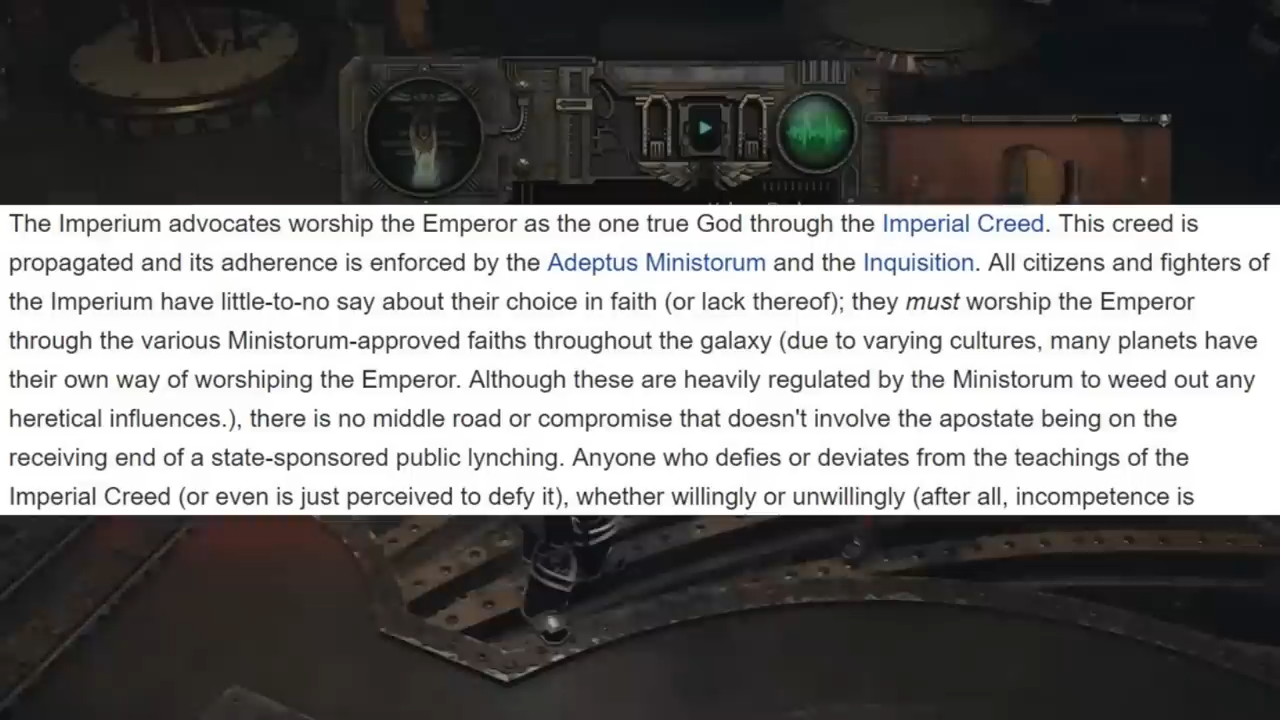 The Imperium advocates worship the Emperor as the one true God through the Imperial Creed. This creed is
propagated and its adherence is enforced by the Adeptus Ministorum and the Inquisition. All citizens and fighters of
the Imperium have little-to-no say about their choice in faith (or lack thereof); they must worship the Emperor
through the various Ministorum-approved faiths throughout the galaxy (due to varying cultures, many planets have
their own way of worshiping the Emperor. Although these are heavily regulated by the Ministorum to weed out any
heretical influences.), there is no middle road or compromise that doesn't involve the apostate being on the
receiving end of a state-sponsored public lynching. Anyone who defies or deviates from the teachings of the
Imperial Creed (or even is just perceived to defy it), whether willingly or unwillingly (after all, incompetence is